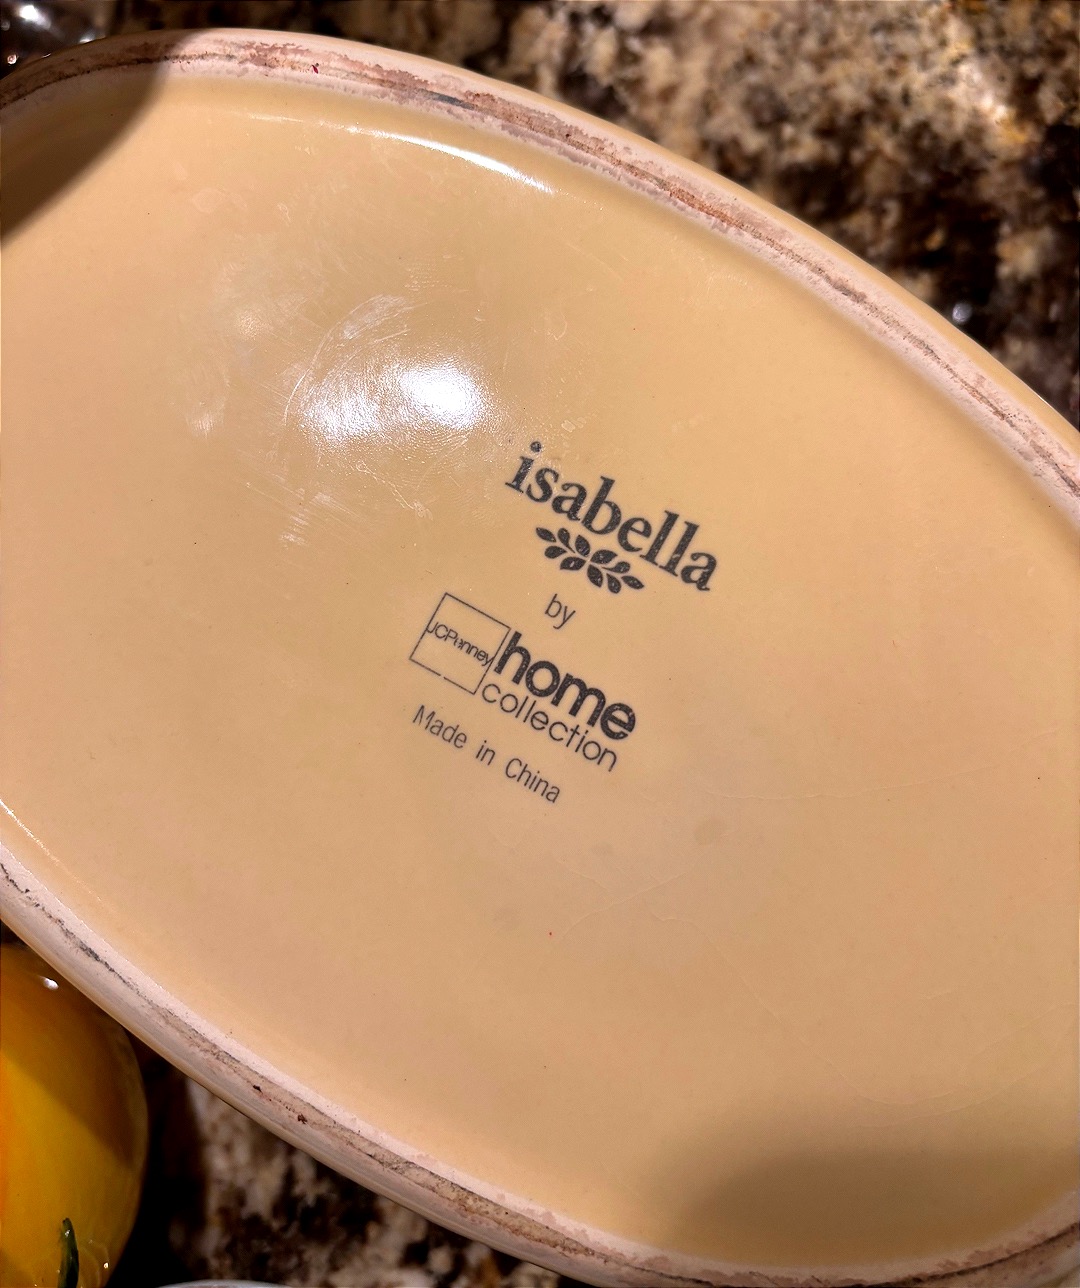 isabella
by
JCPenney home
collection
Made in China